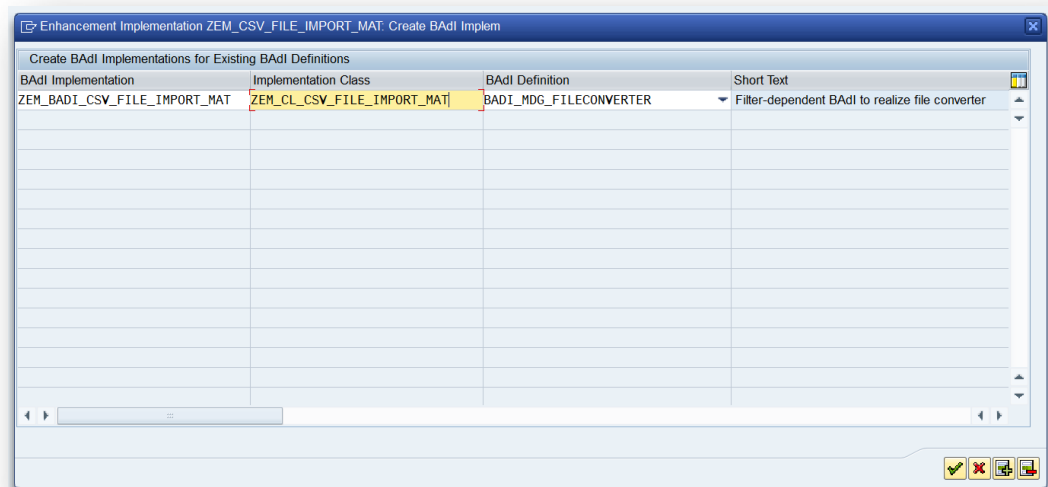 Enhancement Implementation ZEM_CSV_FILE_IMPORT_MAT: Create BAdI Implem
Create BAdI Implementations for Existing BAdI Definitions
BAdI Implementation Implementation Class BAdI Definition Short Text
ZEM_BADI_CSV_FILE_IMPORT_MAT ZEM_CL_CSV_FILE_IMPORT_MAT BADI_MDG_FILECONVERTER Filter-dependent BAdI to realize file converter